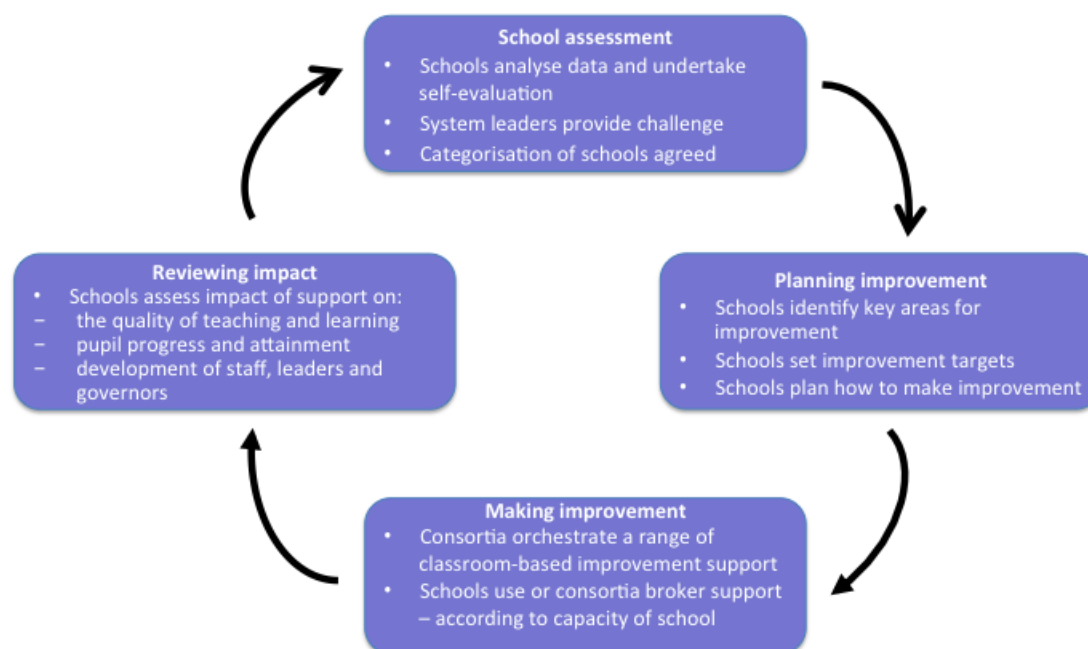 School assessment
• Schools analyse data and undertake
self-evaluation
• System leaders provide challenge
• Categorisation of schools agreed
Planning improvement
• Schools identify key areas for
improvement
• Schools set improvement targets
• Schools plan how to make improvement
Making improvement
• Consortia orchestrate a range of
classroom-based improvement support
• Schools use or consortia broker support
– according to capacity of school
Reviewing impact
• Schools assess impact of support on:
– the quality of teaching and learning
– pupil progress and attainment
– development of staff, leaders and
governors